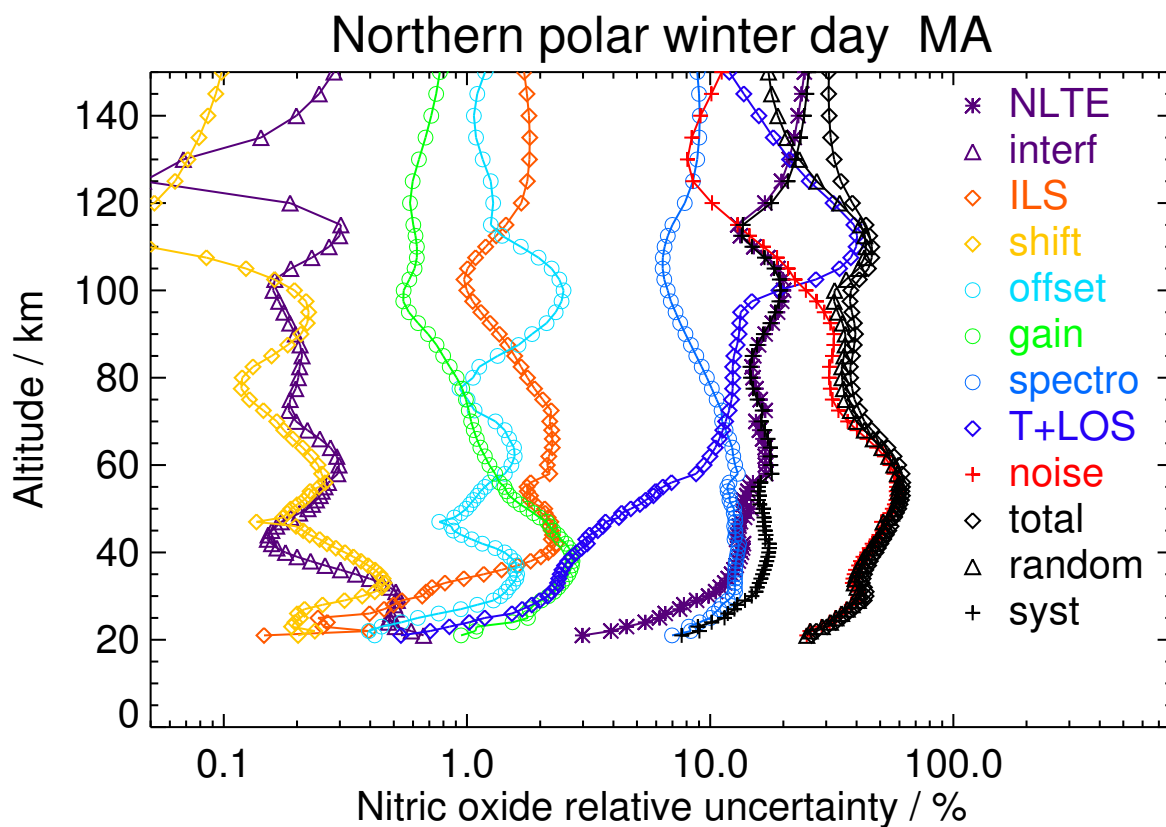 Northern polar winter day MA
Altitude / km
140
120
100
80
60
40
20
0
0.1
1.0
10.0
100.0
Nitric oxide relative uncertainty / %
NLTE
interf
ILS
shift
offset
gain
spectro
T+LOS
noise
total
random
syst